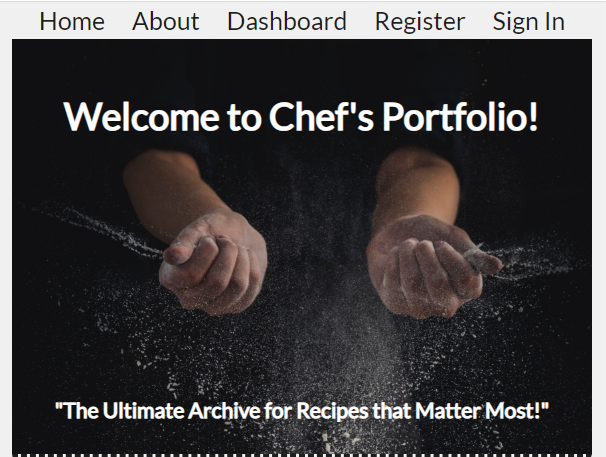 Home About Dashboard Register Sign In
Welcome to Chef's Portfolio!
"The Ultimate Archive for Recipes that Matter Most!"